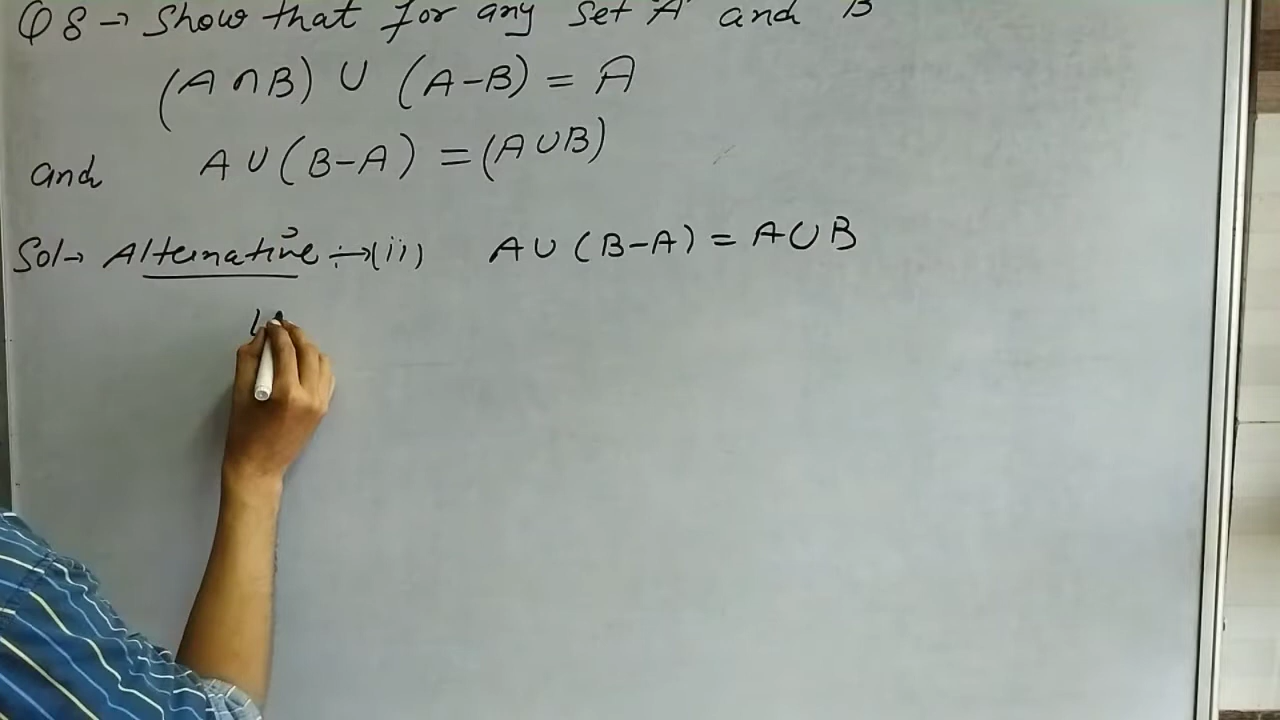 Q8→ Show that for any set A and B
(A∩B) ∪ (A-B) = A
and A∪(B-A) = (A∪B)
Sol→ Alternative :→(ii) A∪(B-A) = A∪B